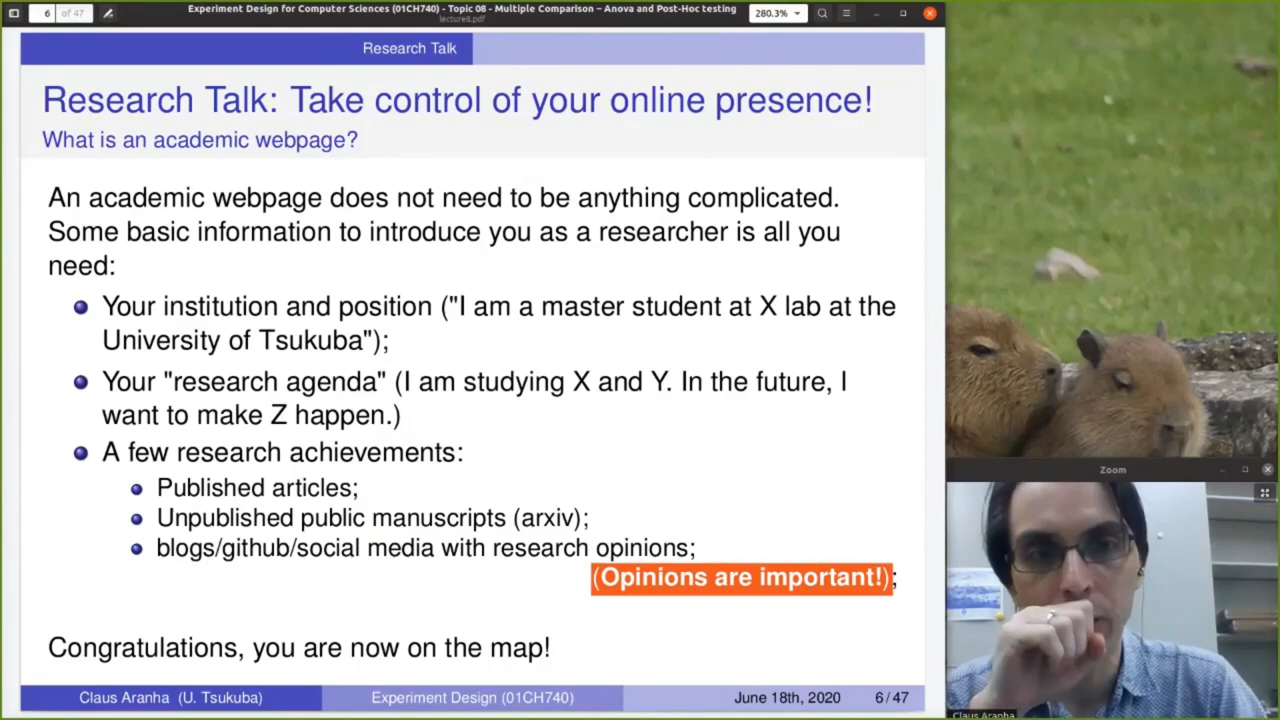 6 of 47
Experiment Design for Computer Sciences (01CH740) - Topic 08 - Multiple Comparison – Anova and Post-Hoc testing
lecture8.pdf
280.3%
Research Talk
Research Talk: Take control of your online presence!
What is an academic webpage?
An academic webpage does not need to be anything complicated.
Some basic information to introduce you as a researcher is all you
need:
Your institution and position ("I am a master student at X lab at the
University of Tsukuba");
Your "research agenda" (I am studying X and Y. In the future, I
want to make Z happen.)
A few research achievements:
Published articles;
Unpublished public manuscripts (arxiv);
blogs/github/social media with research opinions;
(Opinions are important!);
Congratulations, you are now on the map!
Claus Aranha (U. Tsukuba) Experiment Design (01CH740) June 18th, 2020 6 / 47
Zoom
Claus Aranha